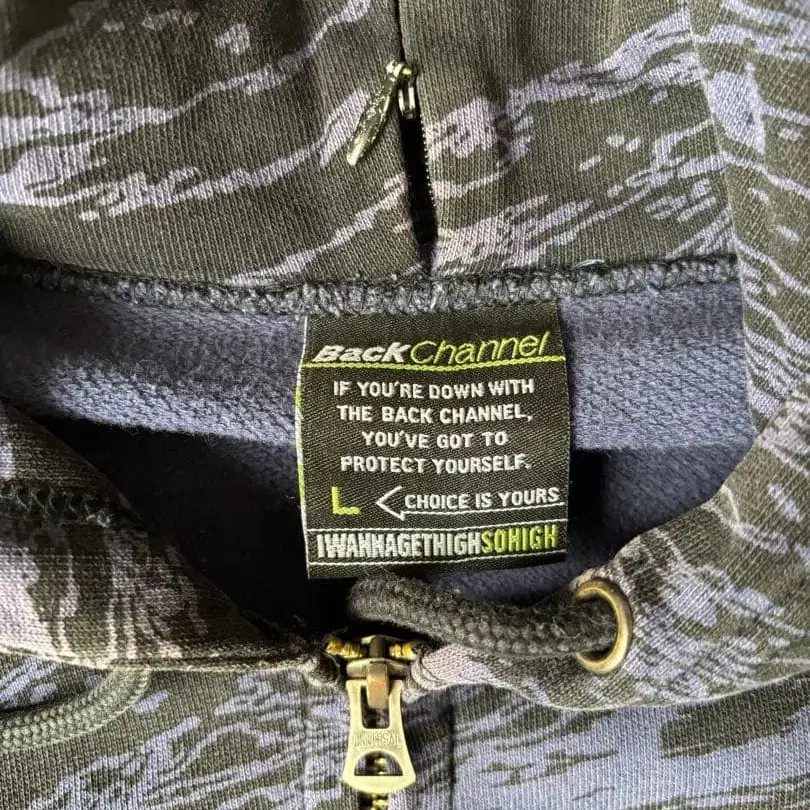 BackChannel
IF YOU'RE DOWN WITH
THE BACK CHANNEL,
YOU'VE GOT TO
PROTECT YOURSELF.
L CHOICE IS YOURS
IWANNAGETHIGHSOHIGH
UNIVERSAL